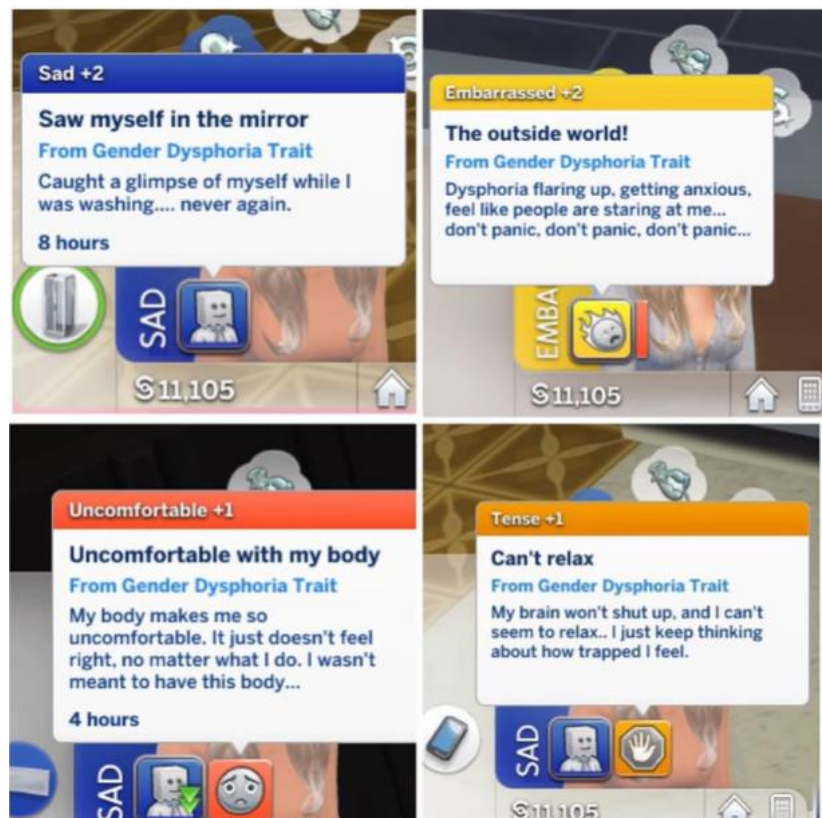 Sad +2
Saw myself in the mirror
From Gender Dysphoria Trait
Caught a glimpse of myself while I
was washing.... never again.
8 hours
SAD
§11,105
Embarrassed +2
The outside world!
From Gender Dysphoria Trait
Dysphoria flaring up, getting anxious,
feel like people are staring at me...
don't panic, don't panic, don't panic...
EMBA
§11,105
Uncomfortable +1
Uncomfortable with my body
From Gender Dysphoria Trait
My body makes me so
uncomfortable. It just doesn't feel
right, no matter what I do. I wasn't
meant to have this body...
4 hours
SAD
Tense +1
Can't relax
From Gender Dysphoria Trait
My brain won't shut up, and I can't
seem to relax.. I just keep thinking
about how trapped I feel.
SAD
§11,105